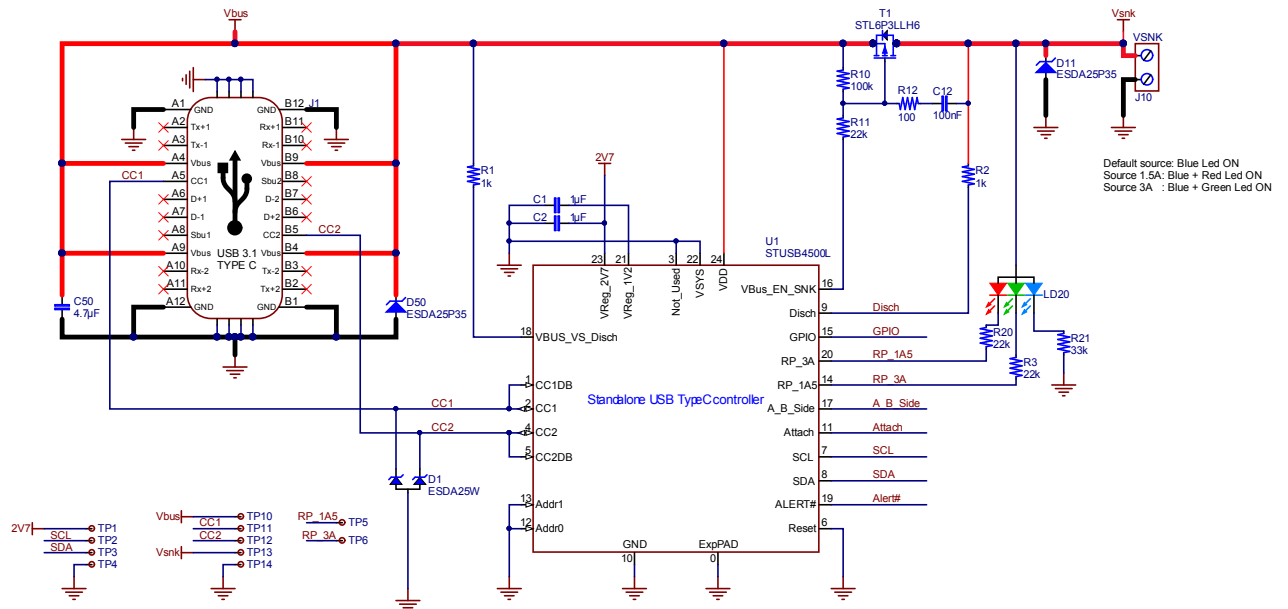 Vbus
T1
STL6P3LLH6
Vsnk
VSNK
J10
D11
ESDA25P35
R10
100k
R12
100
C12
100nF
R11
22k
R2
1k
R1
1k
Default source: Blue Led ON
Source 1.5A: Blue + Red Led ON
Source 3A : Blue + Green Led ON
J1
A1 GND GND B12
A2 Tx+1 Rx+1 B11
A3 Tx-1 Rx-1 B10
A4 Vbus Vbus B9
CC1 A5 CC1 Sbu2 B8
A6 D+1 D-2 B7
A7 D-1 D+2 B6
A8 Sbu1 CC2 B5 CC2
A9 Vbus Vbus B4
A10 Rx-2 Tx-2 B3
A11 Rx+2 Tx+2 B2
A12 GND GND B1
USB 3.1
TYPE C
C50
4.7µF
D50
ESDA25P35
2V7
C1 1µF
C2 1µF
U1
STUSB4500L
23 21 3 22 24
VReg_2V7
VReg_1V2
Not_Used
VSYS
VDD
VBus_EN_SNK 16
Disch 9 Disch
18 VBUS_VS_Disch GPIO 15 GPIO
RP_3A 20 RP_1A5
1 CC1DB RP_1A5 14 RP_3A
CC1 2 CC1 A_B_Side 17 A_B_Side
Standalone USB TypeC controller
CC2 4 CC2 Attach 11 Attach
5 CC2DB SCL 7 SCL
SDA 8 SDA
13 Addr1 ALERT# 19 Alert#
12 Addr0 Reset 6
GND ExpPAD
10 0
LD20
R20
22k
R3
22k
R21
33k
D1
ESDA25W
2V7 TP1
SCL TP2
SDA TP3
TP4
Vbus TP10
CC1 TP11
CC2 TP12
Vsnk TP13
TP14
RP_1A5 TP5
RP_3A TP6